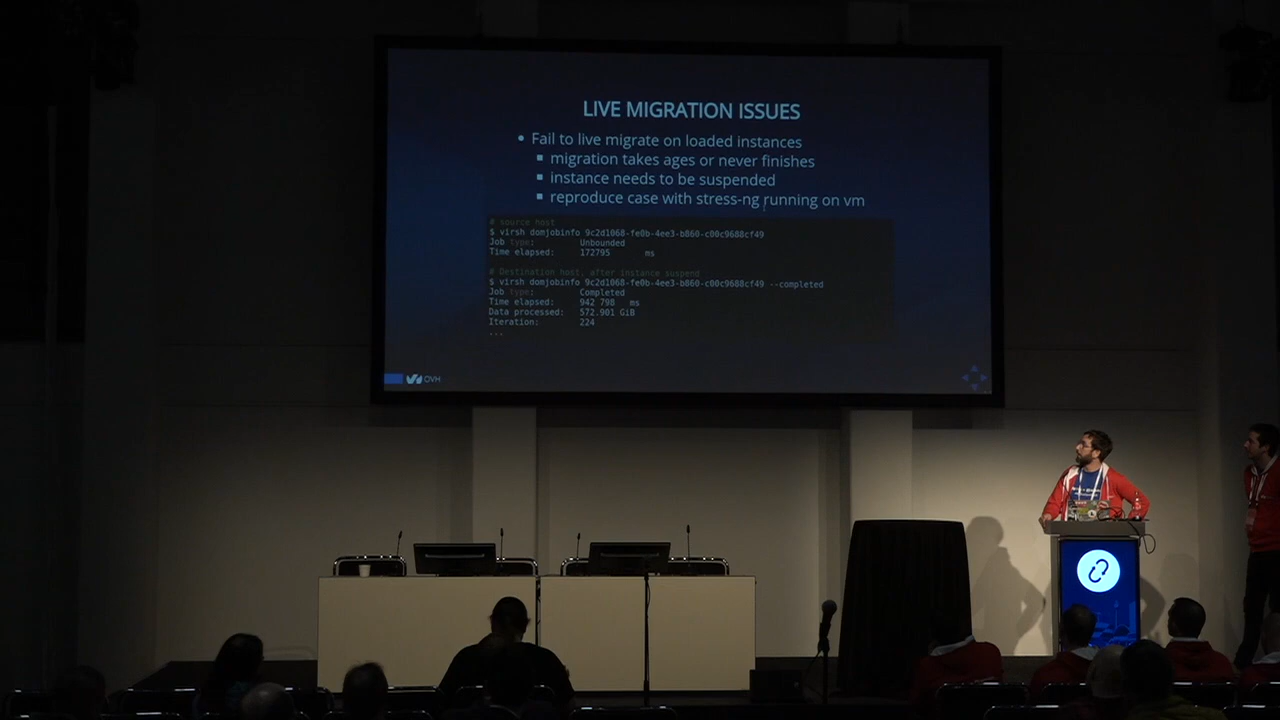 LIVE MIGRATION ISSUES
• Fail to live migrate on loaded instances
▪ migration takes ages or never finishes
▪ instance needs to be suspended
▪ reproduce case with stress-ng running on vm
# source host
$ virsh domjobinfo 9c2d1068-fe0b-4ee3-b860-c00c9688cf49
Job type: Unbounded
Time elapsed: 172795 ms
# Destination host, after instance suspend
$ virsh domjobinfo 9c2d1068-fe0b-4ee3-b860-c00c9688cf49 --completed
Job type: Completed
Time elapsed: 942 798 ms
Data processed: 572.901 GiB
Iteration: 224
...
OVH